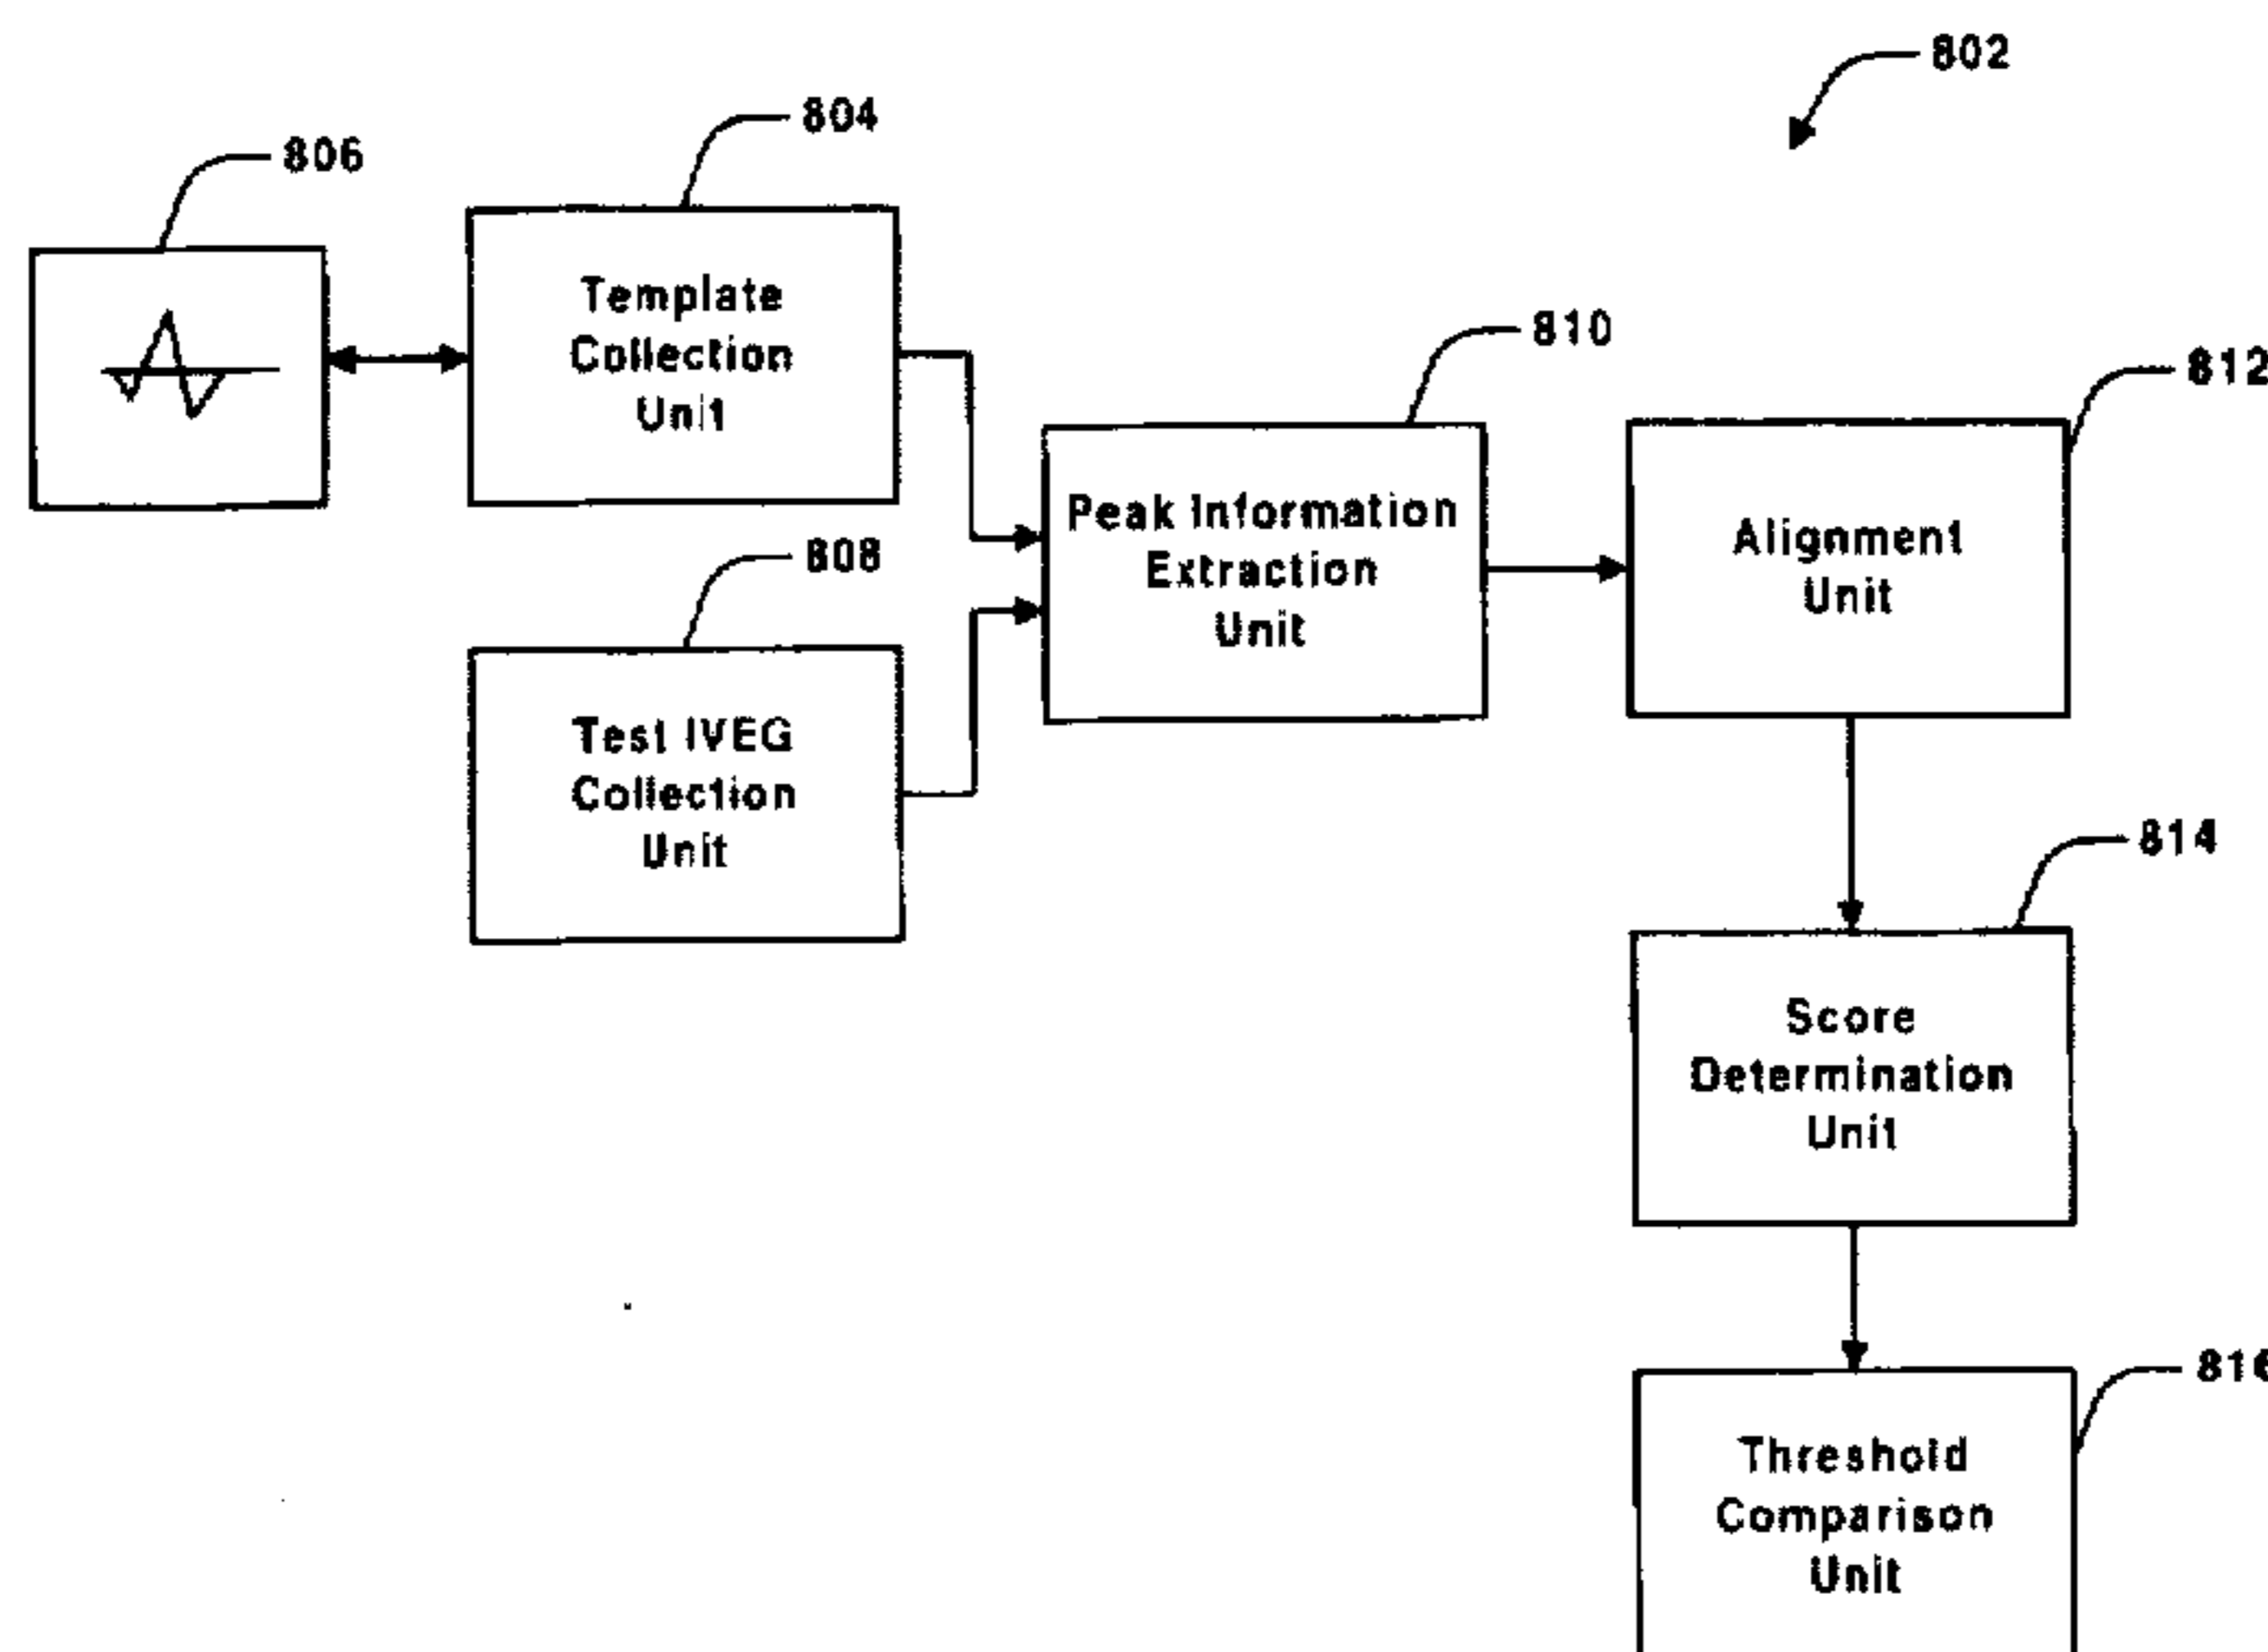 802
804
806
Template
Collection
Unit
810
812
Peak Information
Extraction
Unit
Alignment
Unit
808
Test IVEG
Collection
Unit
814
Score
Determination
Unit
816
Threshold
Comparison
Unit